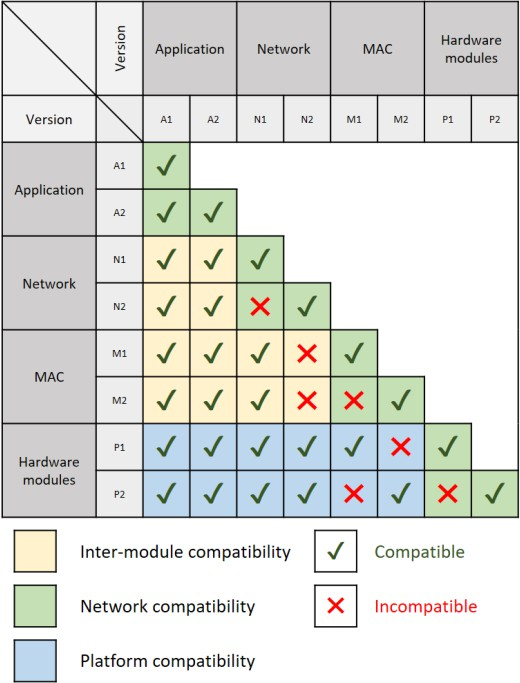 Version
Application
Network
MAC
Hardware
modules
Version
A1
A2
N1
N2
M1
M2
P1
P2
Application
A1
A2
Network
N1
N2
MAC
M1
M2
Hardware
modules
P1
P2
Inter-module compatibility
Compatible
Network compatibility
Incompatible
Platform compatibility